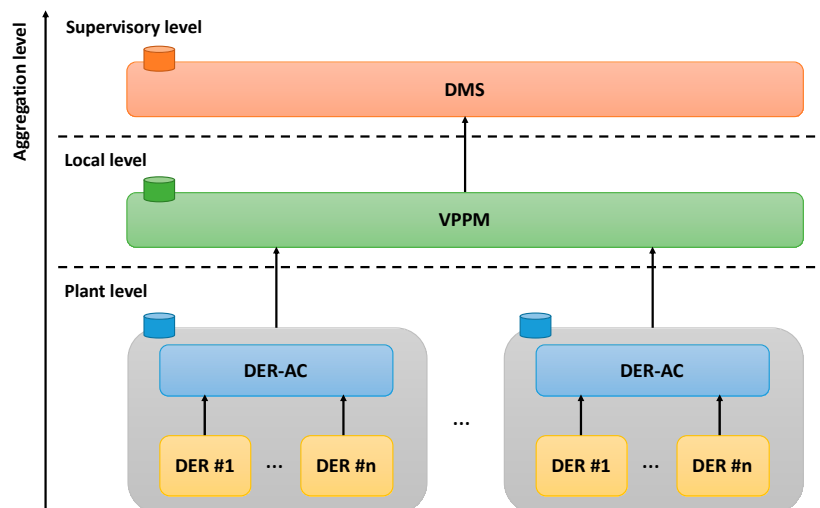 Aggregation level
Supervisory level
DMS
Local level
VPPM
Plant level
DER-AC
DER-AC
...
DER #1
...
DER #n
DER #1
...
DER #n